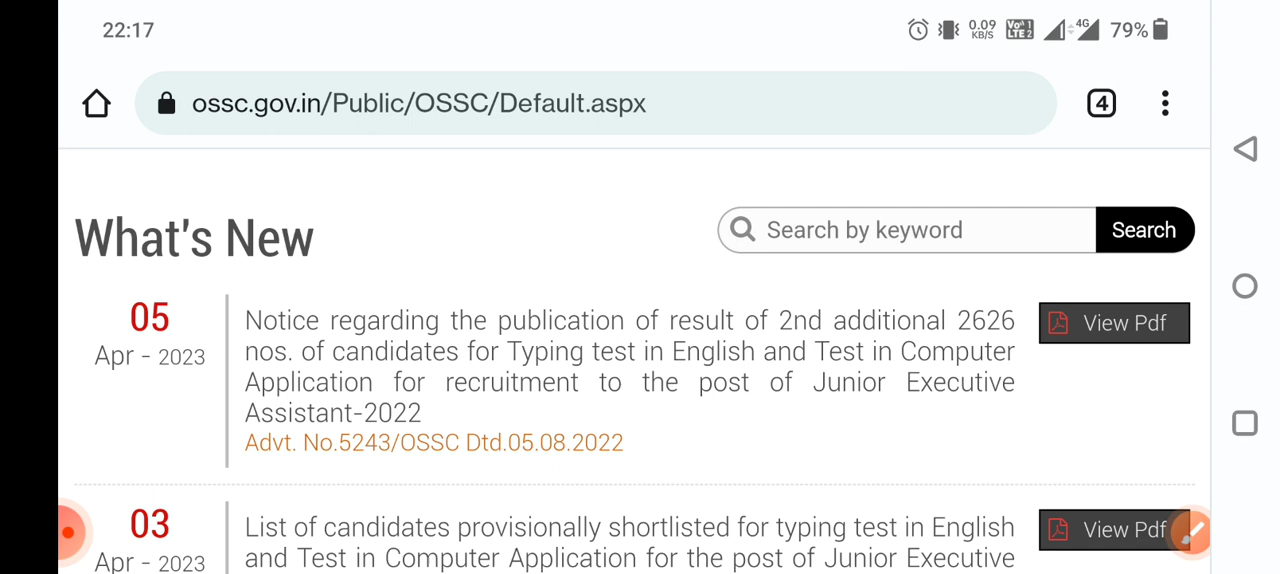 22:17
0.09 KB/S
Vo) 1 LTE 2
4G
79%
ossc.gov.in/Public/OSSC/Default.aspx
4
What's New
Search by keyword
Search
05
Apr - 2023
Notice regarding the publication of result of 2nd additional 2626
nos. of candidates for Typing test in English and Test in Computer
Application for recruitment to the post of Junior Executive
Assistant-2022
Advt. No.5243/OSSC Dtd.05.08.2022
View Pdf
03
Apr - 2023
List of candidates provisionally shortlisted for typing test in English
and Test in Computer Application for the post of Junior Executive
View Pdf